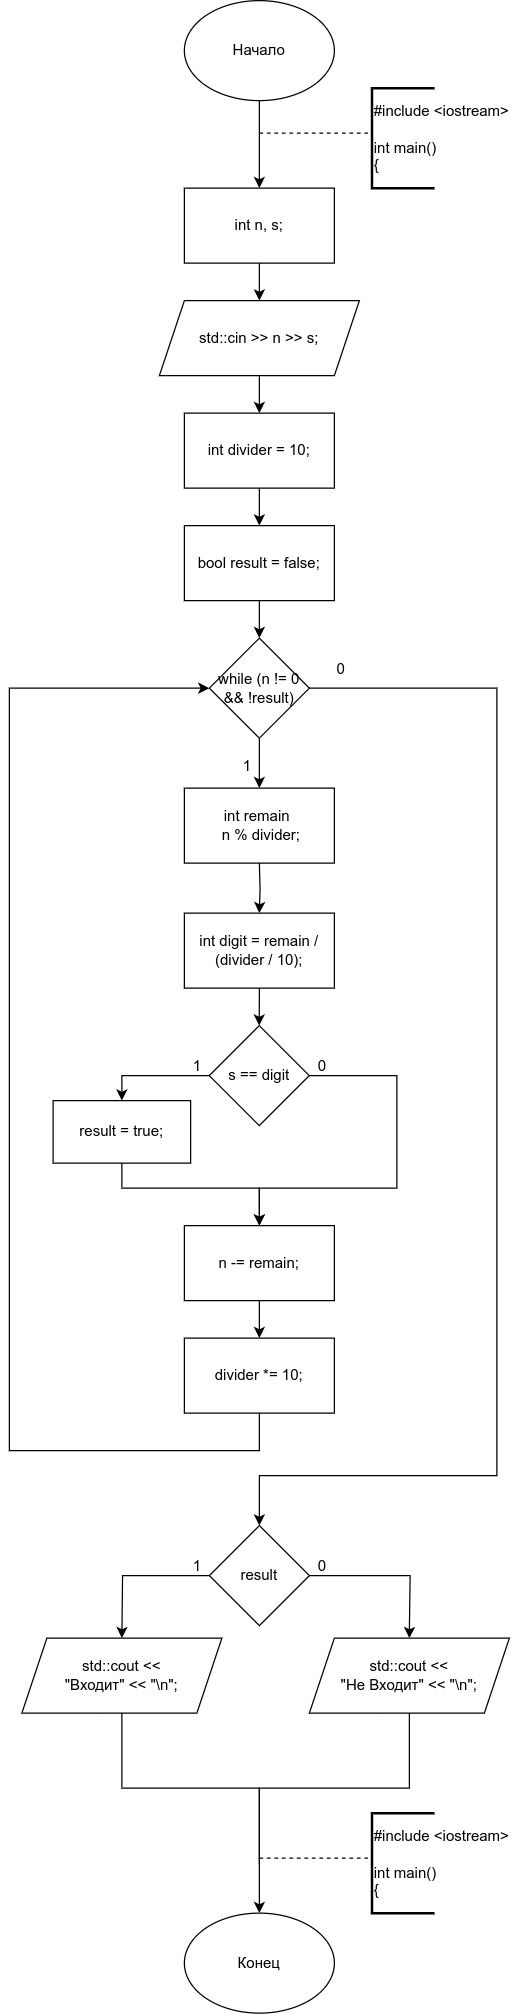 Начало
#include <iostream>
int main()
{
int n, s;
std::cin >> n >> s;
int divider = 10;
bool result = false;
while (n != 0
&& !result)
0
1
int remain
n % divider;
int digit = remain /
(divider / 10);
1
s == digit
0
result = true;
n -= remain;
divider *= 10;
1
result
0
std::cout <<
"Входит" << "\n";
std::cout <<
"Не Входит" << "\n";
#include <iostream>
int main()
{
Конец